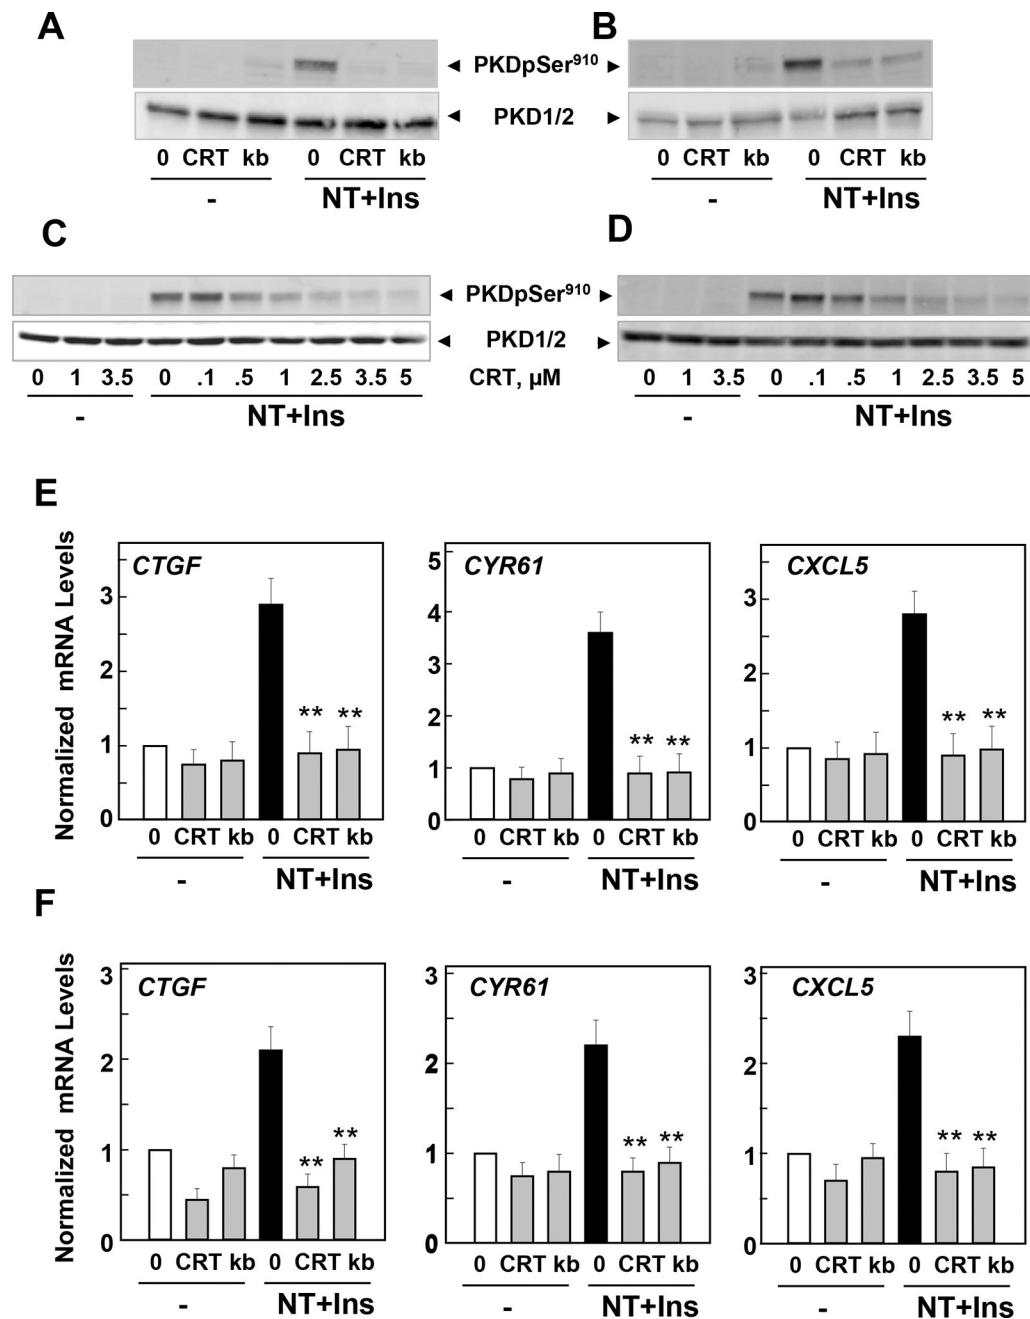 A
B
PKDpSer910
PKD1/2
0 CRT kb 0 CRT kb
0 CRT kb 0 CRT kb
- NT+Ins
- NT+Ins
C
D
PKDpSer910
PKD1/2
0 1 3.5 0 .1 .5 1 2.5 3.5 5
CRT, µM
0 1 3.5 0 .1 .5 1 2.5 3.5 5
- NT+Ins
- NT+Ins
E
Normalized mRNA Levels
CTGF
3
2
1
0
** **
0 CRT kb 0 CRT kb
- NT+Ins
CYR61
5
4
3
2
1
0
** **
0 CRT kb 0 CRT kb
- NT+Ins
CXCL5
3
2
1
0
** **
0 CRT kb 0 CRT kb
- NT+Ins
F
Normalized mRNA Levels
CTGF
3
2
1
0
** **
0 CRT kb 0 CRT kb
- NT+Ins
CYR61
3
2
1
0
** **
0 CRT kb 0 CRT kb
- NT+Ins
CXCL5
3
2
1
0
** **
0 CRT kb 0 CRT kb
- NT+Ins